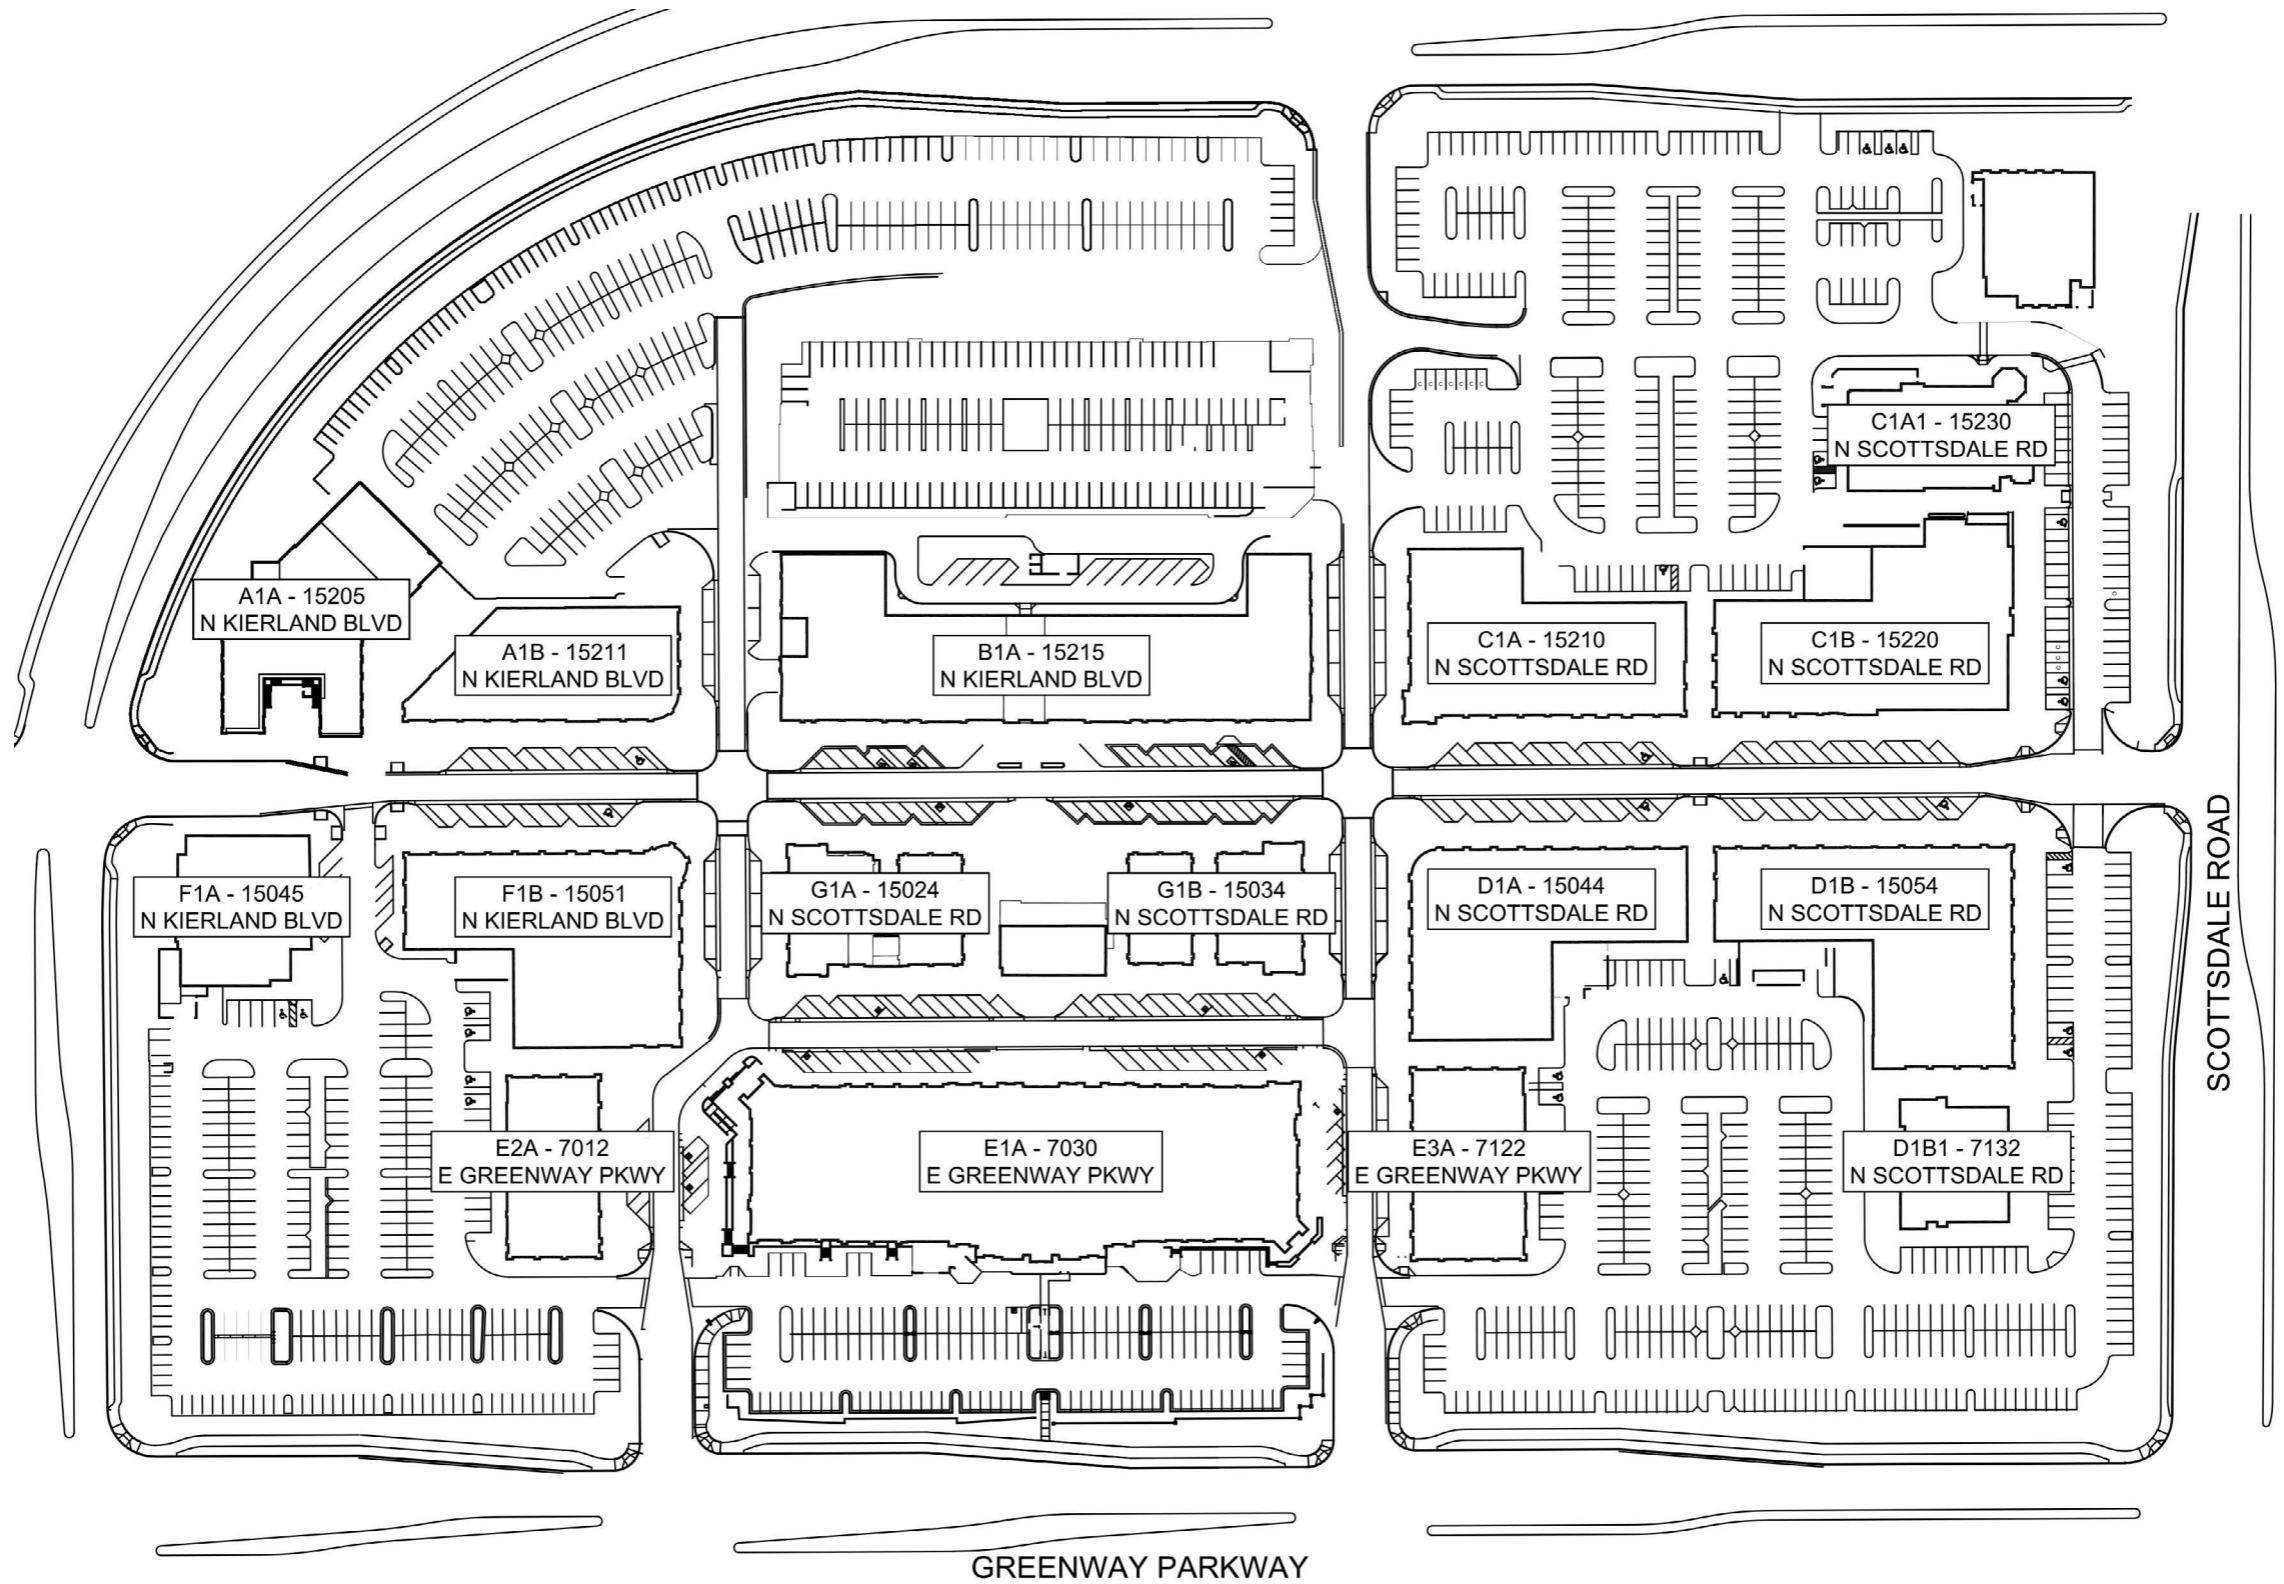 C1A1 - 15230
N SCOTTSDALE RD
A1A - 15205
N KIERLAND BLVD
A1B - 15211
N KIERLAND BLVD
B1A - 15215
N KIERLAND BLVD
C1A - 15210
N SCOTTSDALE RD
C1B - 15220
N SCOTTSDALE RD
F1A - 15045
N KIERLAND BLVD
F1B - 15051
N KIERLAND BLVD
G1A - 15024
N SCOTTSDALE RD
G1B - 15034
N SCOTTSDALE RD
D1A - 15044
N SCOTTSDALE RD
D1B - 15054
N SCOTTSDALE RD
SCOTTSDALE ROAD
E2A - 7012
E GREENWAY PKWY
E1A - 7030
E GREENWAY PKWY
E3A - 7122
E GREENWAY PKWY
D1B1 - 7132
N SCOTTSDALE RD
GREENWAY PARKWAY